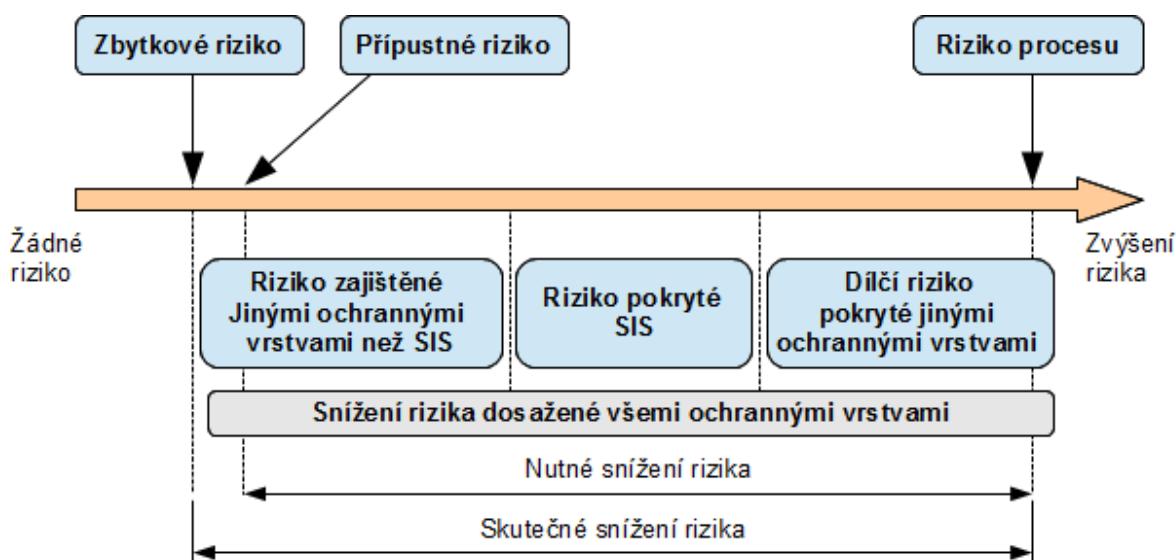 Zbytkové riziko
Přípustné riziko
Riziko procesu
Žádné
riziko
Zvýšení
rizika
Riziko zajištěné
Jinými ochrannými
vrstvami než SIS
Riziko pokryté
SIS
Dílčí riziko
pokryté jinými
ochrannými vrstvami
Snížení rizika dosažené všemi ochrannými vrstvami
Nutné snížení rizika
Skutečné snížení rizika